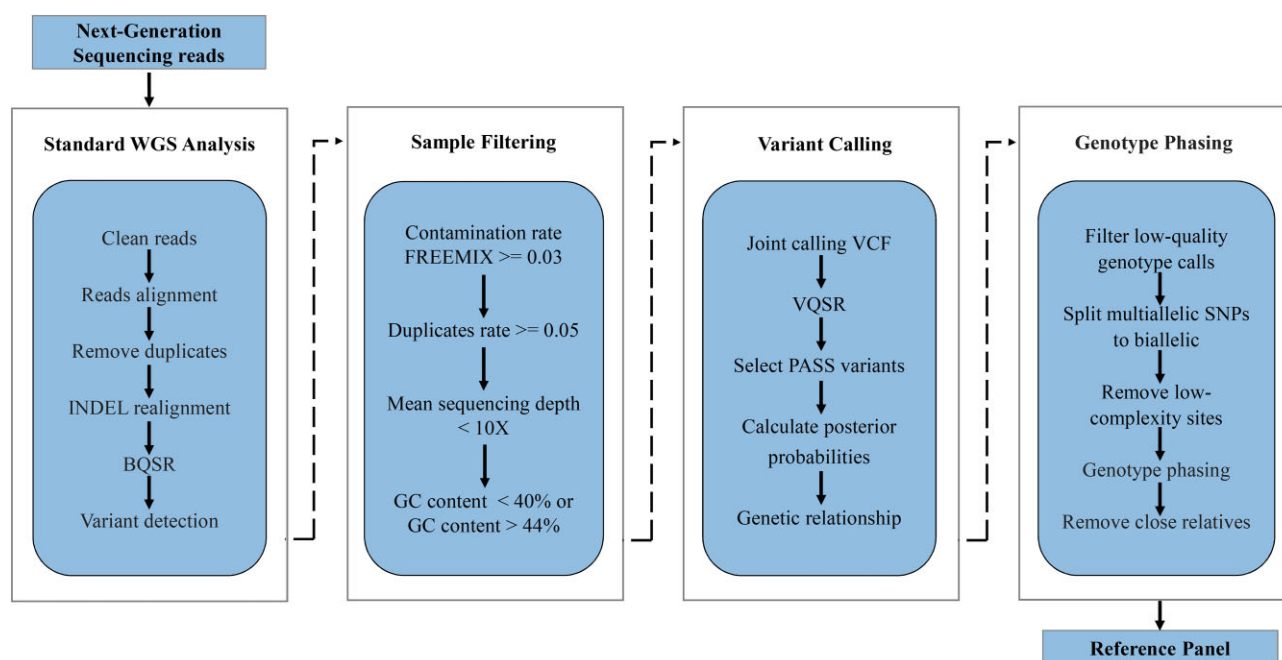 Next-Generation
Sequencing reads
Standard WGS Analysis
Clean reads
Reads alignment
Remove duplicates
INDEL realignment
BQSR
Variant detection
Sample Filtering
Contamination rate
FREEMIX >= 0.03
Duplicates rate >= 0.05
Mean sequencing depth
< 10X
GC content < 40% or
GC content > 44%
Variant Calling
Joint calling VCF
VQSR
Select PASS variants
Calculate posterior
probabilities
Genetic relationship
Genotype Phasing
Filter low-quality
genotype calls
Split multiallelic SNPs
to biallelic
Remove low-
complexity sites
Genotype phasing
Remove close relatives
Reference Panel